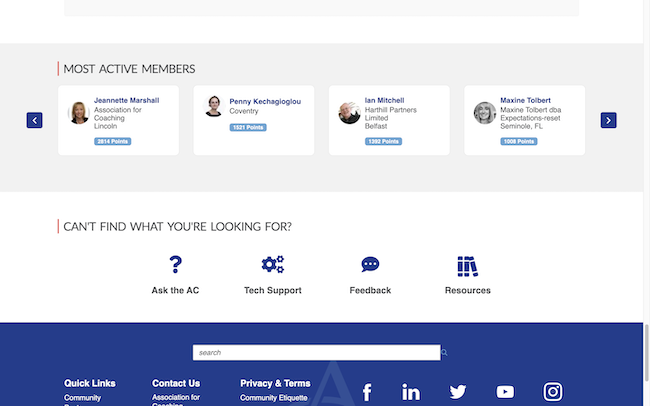 MOST ACTIVE MEMBERS
Jeannette Marshall
Association for
Coaching
Lincoln
2814 Points
Penny Kechagioglou
Coventry
1521 Points
Ian Mitchell
Harthill Partners
Limited
Belfast
1392 Points
Maxine Tolbert
Maxine Tolbert dba
Expectations-reset
Seminole, FL
1008 Points
CAN'T FIND WHAT YOU'RE LOOKING FOR?
Ask the AC
Tech Support
Feedback
Resources
search
Quick Links
Community
Contact Us
Association for
Coaching
Privacy & Terms
Community Etiquette